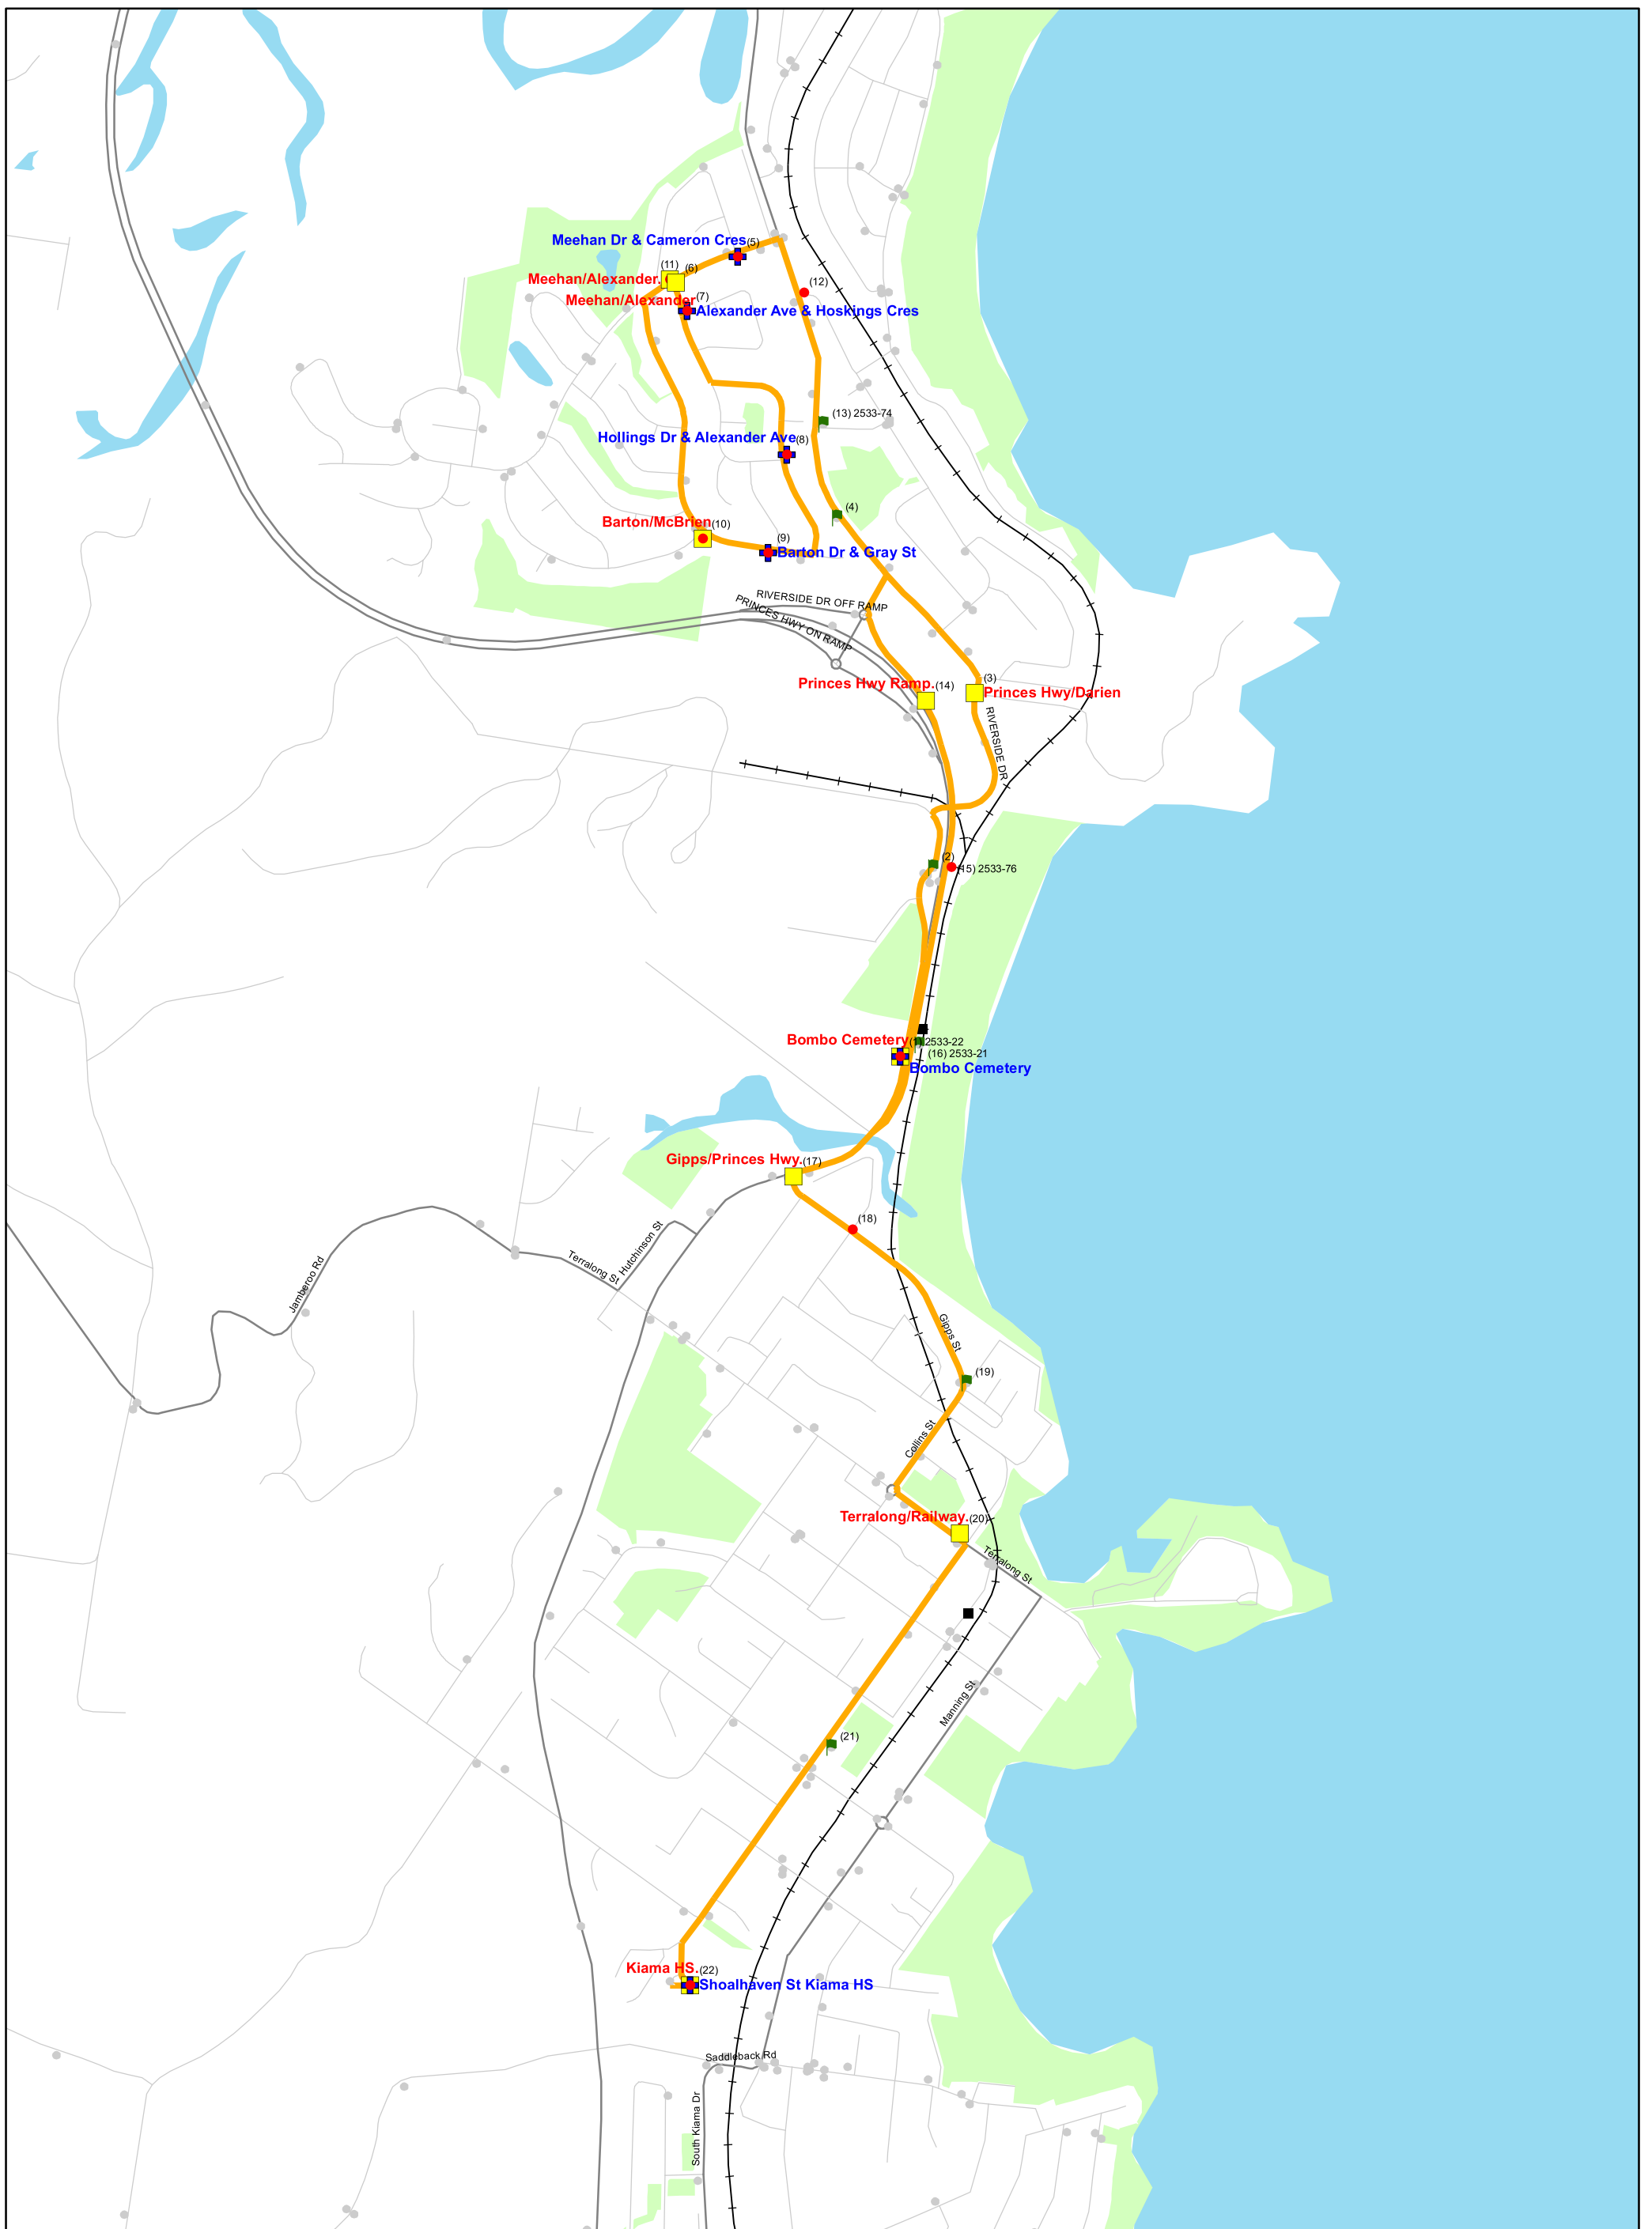 Meehan Dr & Cameron Cres
(5)
(11)
(6)
Meehan/Alexander.
(12)
Meehan/Alexander
(7)
Alexander Ave & Hoskings Cres
(13) 2533-74
Hollings Dr & Alexander Ave
(8)
(4)
Barton/McBrien
(10)
(9)
Barton Dr & Gray St
RIVERSIDE DR OFF RAMP
PRINCES HWY ON RAMP
Princes Hwy Ramp.
(14)
(3)
Princes Hwy/Darien
RIVERSIDE DR
(2)
(15) 2533-76
Bombo Cemetery
(1) 2533-22
(16) 2533-21
Bombo Cemetery
Gipps/Princes Hwy.
(17)
(18)
Hutchinson St
Terralong St
Jamberoo Rd
Gipps St
(19)
Collins St
Terralong/Railway.
(20)
Terralong St
Manning St
(21)
Kiama HS.
(22)
Shoalhaven St Kiama HS
Saddleback Rd
South Kiama Dr